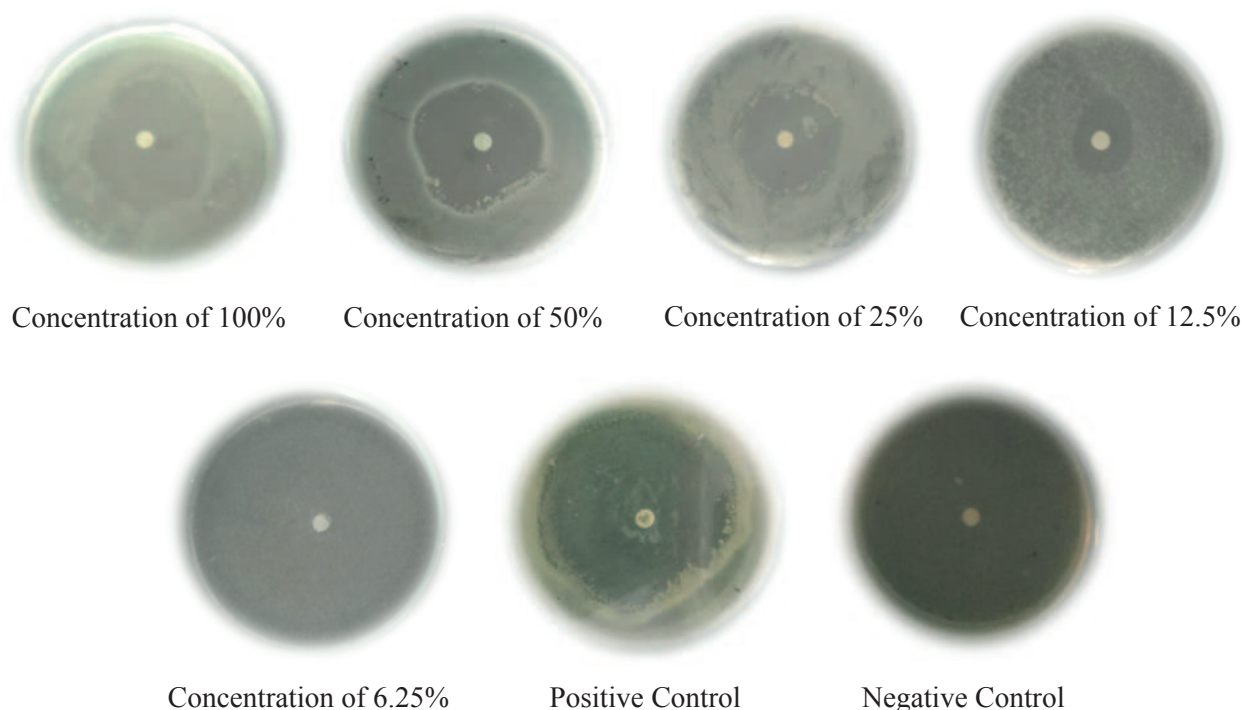 Concentration of 100%
Concentration of 50%
Concentration of 25%
Concentration of 12.5%
Concentration of 6.25%
Positive Control
Negative Control